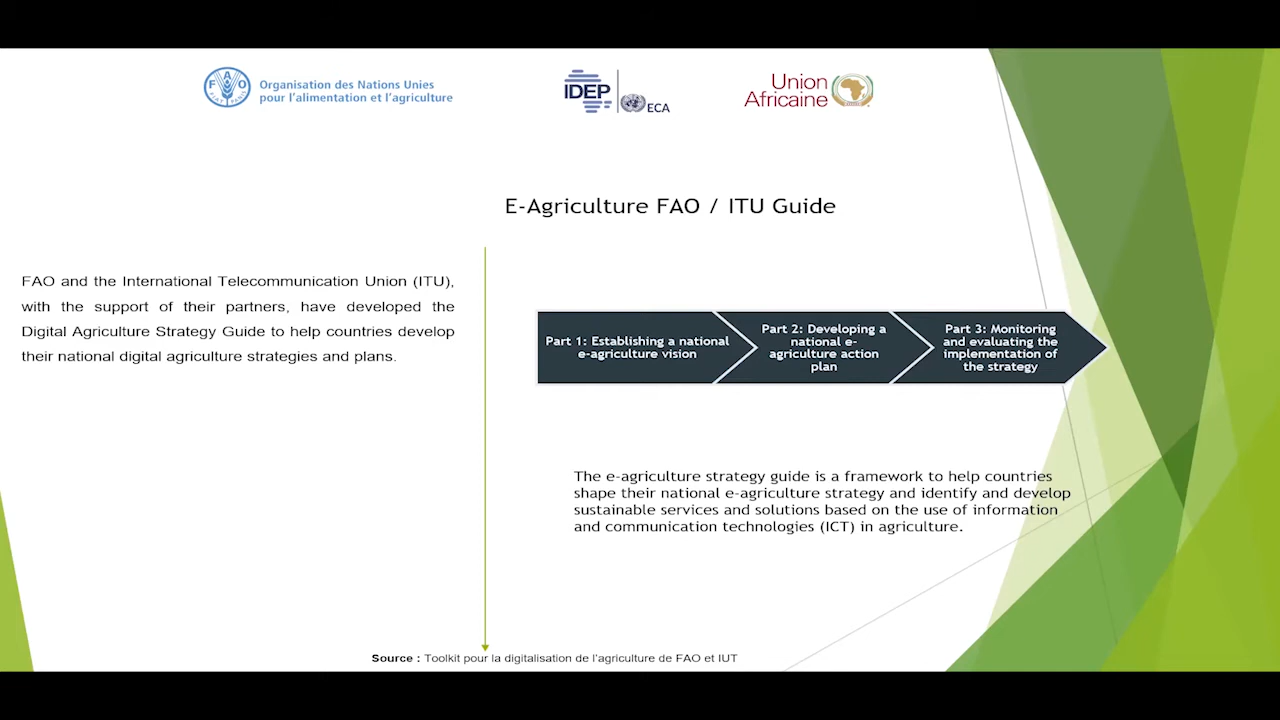 FAO
FIAT PANIS
Organisation des Nations Unies
pour l'alimentation et l'agriculture
IDEP
ECA
Union
Africaine
E-Agriculture FAO / ITU Guide
FAO and the International Telecommunication Union (ITU),
with the support of their partners, have developed the
Digital Agriculture Strategy Guide to help countries develop
their national digital agriculture strategies and plans.
Part 1: Establishing a national
e-agriculture vision
Part 2: Developing a
national e-
agriculture action
plan
Part 3: Monitoring
and evaluating the
implementation of
the strategy
The e-agriculture strategy guide is a framework to help countries
shape their national e-agriculture strategy and identify and develop
sustainable services and solutions based on the use of information
and communication technologies (ICT) in agriculture.
Source : Toolkit pour la digitalisation de l'agriculture de FAO et IUT